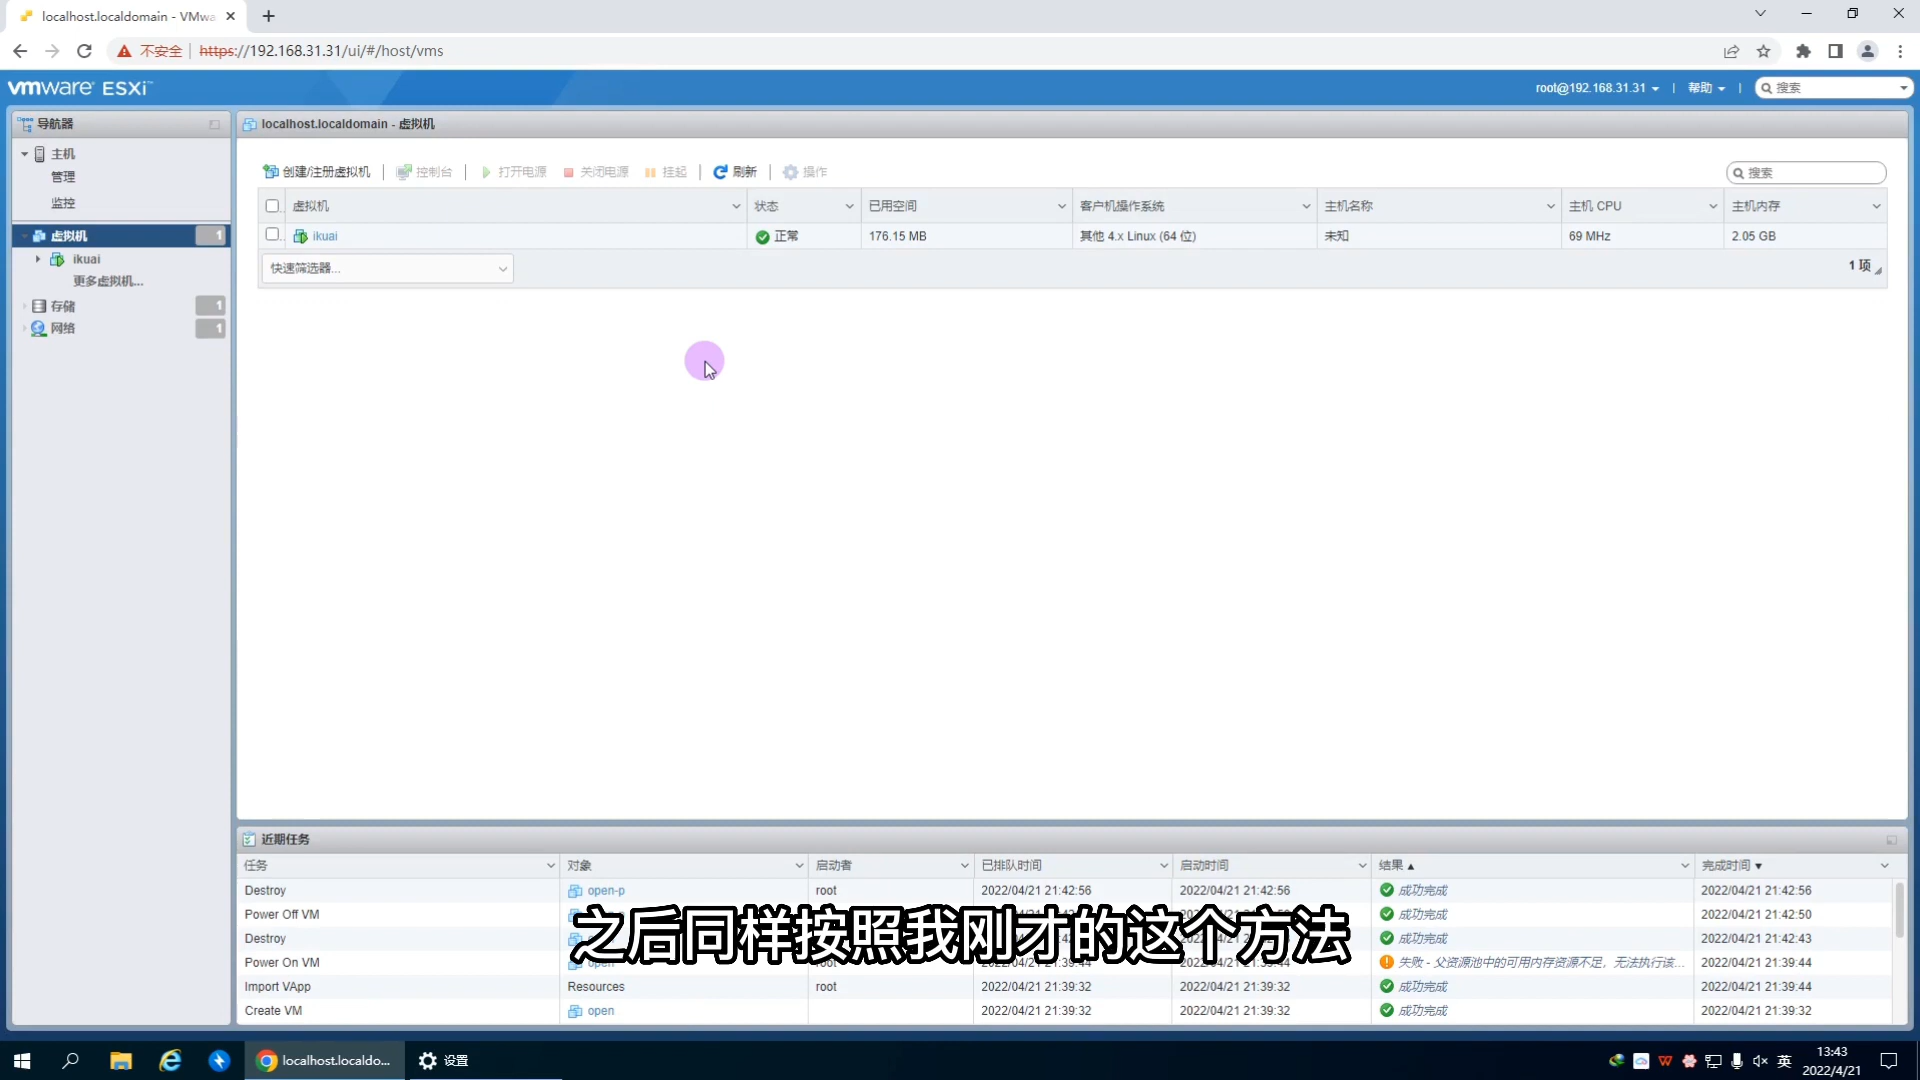 localhost.localdomain - VMwa
不安全 https://192.168.31.31/ui/#/host/vms
vmware ESXi™
root@192.168.31.31 | 帮助 | 搜索
导航器
localhost.localdomain - 虚拟机
主机
管理
监控
虚拟机 1
ikuai
更多虚拟机...
存储 1
网络 1
创建/注册虚拟机 | 控制台 | 打开电源 关闭电源 挂起 | 刷新 | 操作
搜索
虚拟机 状态 已用空间 客户机操作系统 主机名称 主机 CPU 主机内存
ikuai 正常 176.15 MB 其他 4.x Linux (64 位) 未知 69 MHz 2.05 GB
快速筛选器... 1 项
近期任务
任务 对象 启动者 已排队时间 启动时间 结果 完成时间
Destroy open-p root 2022/04/21 21:42:56 2022/04/21 21:42:56 成功完成 2022/04/21 21:42:56
Power Off VM 成功完成 2022/04/21 21:42:50
Destroy 成功完成 2022/04/21 21:42:43
Power On VM 失败 - 父资源池中的可用内存资源不足，无法执行该... 2022/04/21 21:39:44
Import VApp Resources root 2022/04/21 21:39:32 2022/04/21 21:39:32 成功完成 2022/04/21 21:39:44
Create VM open 2022/04/21 21:39:32 2022/04/21 21:39:32 成功完成 2022/04/21 21:39:32
之后同样按照我刚才的这个方法
localhost.localdo... 设置
英
13:43
2022/4/21